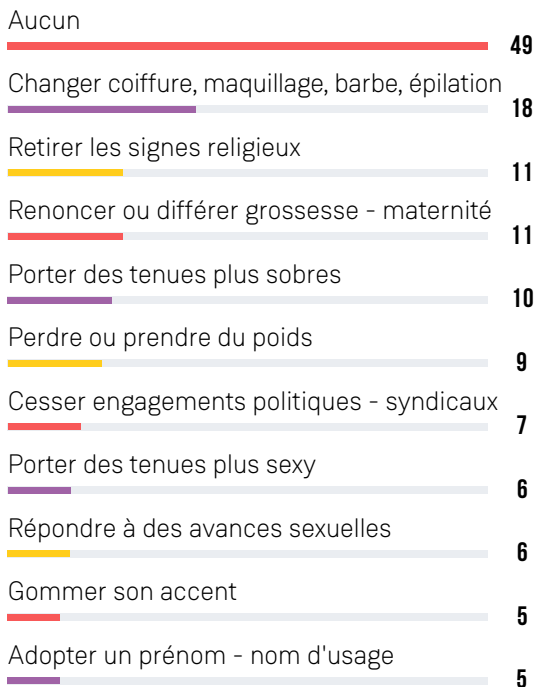 Aucun
49
Changer coiffure, maquillage, barbe, épilation
18
Retirer les signes religieux
11
Renoncer ou différer grossesse - maternité
11
Porter des tenues plus sobres
10
Perdre ou prendre du poids
9
Cesser engagements politiques - syndicaux
7
Porter des tenues plus sexy
6
Répondre à des avances sexuelles
6
Gommer son accent
5
Adopter un prénom - nom d'usage
5